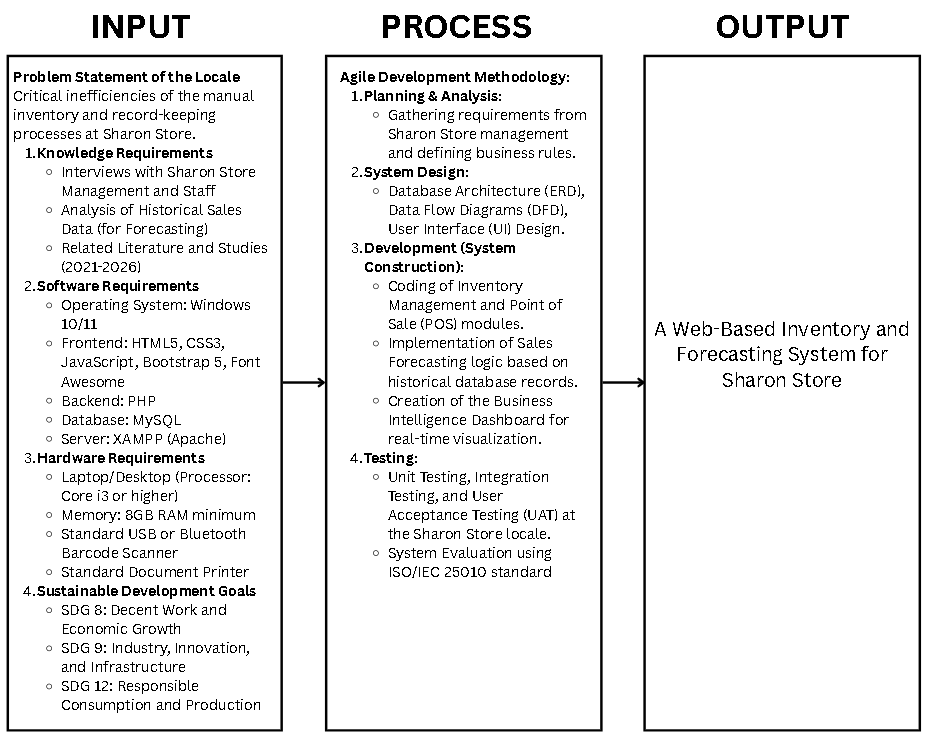 INPUT
Problem Statement of the Locale
Critical inefficiencies of the manual
inventory and record-keeping
processes at Sharon Store.
1. Knowledge Requirements
Interviews with Sharon Store
Management and Staff
Analysis of Historical Sales
Data (for Forecasting)
Related Literature and Studies
(2021-2026)
2. Software Requirements
Operating System: Windows
10/11
Frontend: HTML5, CSS3,
JavaScript, Bootstrap 5, Font
Awesome
Backend: PHP
Database: MySQL
Server: XAMPP (Apache)
3. Hardware Requirements
Laptop/Desktop (Processor:
Core i3 or higher)
Memory: 8GB RAM minimum
Standard USB or Bluetooth
Barcode Scanner
Standard Document Printer
4. Sustainable Development Goals
SDG 8: Decent Work and
Economic Growth
SDG 9: Industry, Innovation,
and Infrastructure
SDG 12: Responsible
Consumption and Production
PROCESS
Agile Development Methodology:
1. Planning & Analysis:
Gathering requirements from
Sharon Store management
and defining business rules.
2. System Design:
Database Architecture (ERD),
Data Flow Diagrams (DFD),
User Interface (UI) Design.
3. Development (System
Construction):
Coding of Inventory
Management and Point of
Sale (POS) modules.
Implementation of Sales
Forecasting logic based on
historical database records.
Creation of the Business
Intelligence Dashboard for
real-time visualization.
4. Testing:
Unit Testing, Integration
Testing, and User
Acceptance Testing (UAT) at
the Sharon Store locale.
System Evaluation using
ISO/IEC 25010 standard
OUTPUT
A Web-Based Inventory and
Forecasting System for
Sharon Store